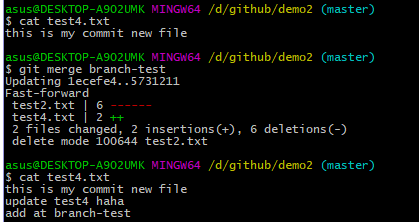 asus@DESKTOP-A9O2UMK MINGW64 /d/github/demo2 (master)
$ cat test4.txt
this is my commit new file
asus@DESKTOP-A9O2UMK MINGW64 /d/github/demo2 (master)
$ git merge branch-test
Updating 1ecefe4..5731211
Fast-forward
test2.txt | 6 ------
test4.txt | 2 ++
2 files changed, 2 insertions(+), 6 deletions(-)
delete mode 100644 test2.txt
asus@DESKTOP-A9O2UMK MINGW64 /d/github/demo2 (master)
$ cat test4.txt
this is my commit new file
update test4 haha
add at branch-test